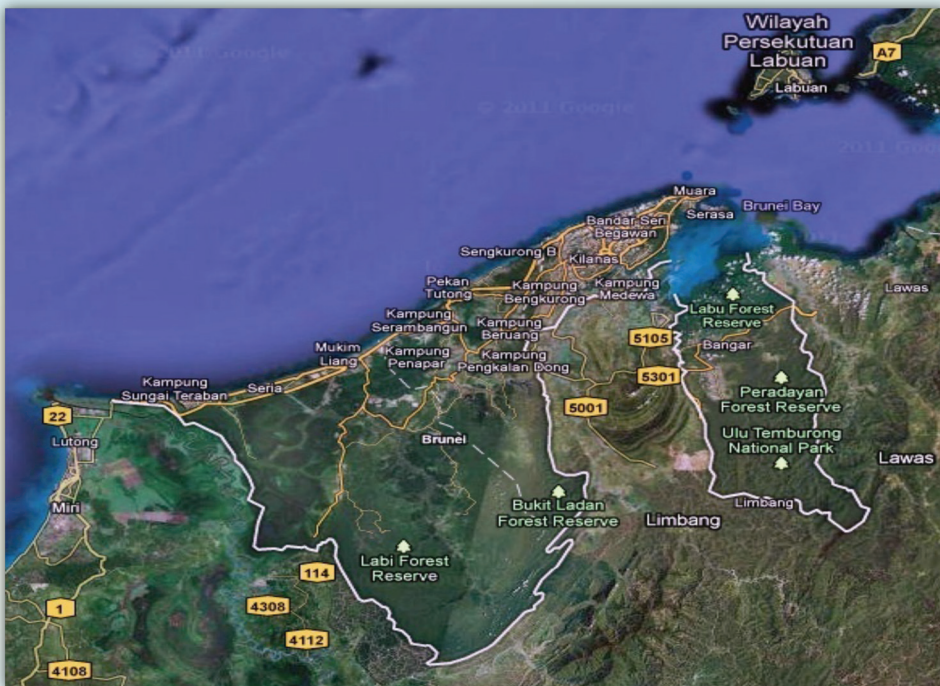 Wilayah
Persekutuan
Labuan
A7
Labuan
© 2011 Google
2011 Google
Muara
Serasa
Brunei Bay
Bandar Seri
Begawan
Sengkurong B
Kilanas
Pekan
Tutong
Kampung
Bengkurong
Kampung
Medewa
Lawas
Labu Forest
Reserve
Kampung
Serambangun
Kampung
Beruang
5105
Bangar
Mukim
Liang
Kampung
Penapar
Kampung
Pengkalan Dong
5301
Kampung
Sungai Teraban
Seria
Peradayan
Forest Reserve
22
5001
Lutong
Brunei
Ulu Temburong
National Park
Lawas
Miri
Bukit Ladan
Forest Reserve
Limbang
Limbang
Labi Forest
Reserve
114
4308
1
4112
4108